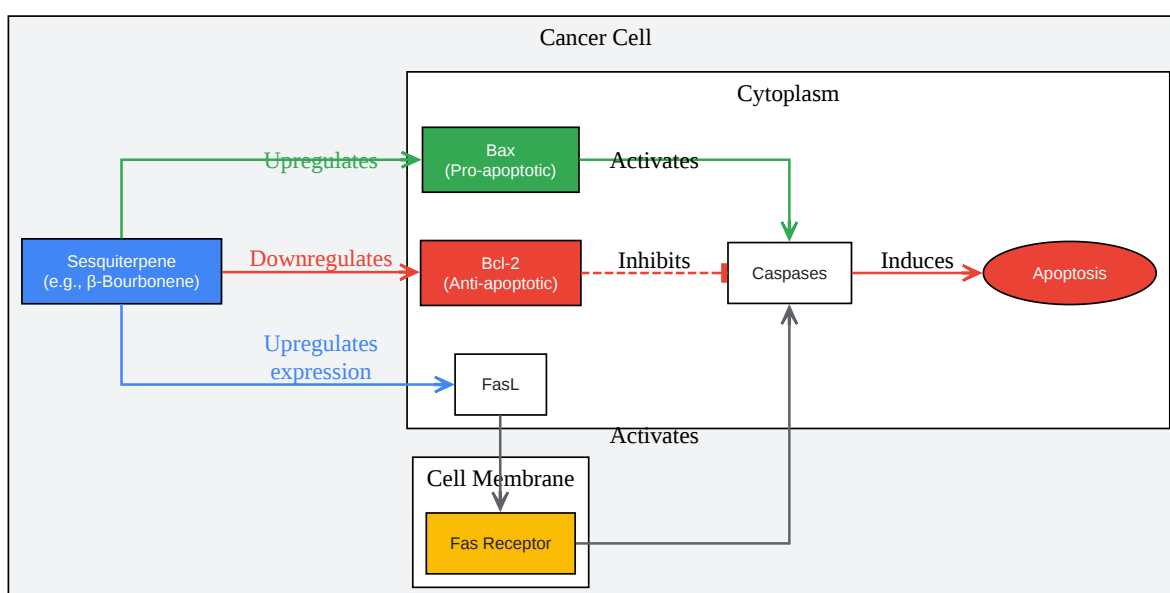 Cancer Cell
Cytoplasm
Upregulates
Bax
(Pro-apoptotic)
Activates
Sesquiterpene
(e.g., β-Bourbonene)
Downregulates
Bcl-2
(Anti-apoptotic)
Inhibits
Caspases
Induces
Apoptosis
Upregulates
expression
FasL
Activates
Cell Membrane
Fas Receptor